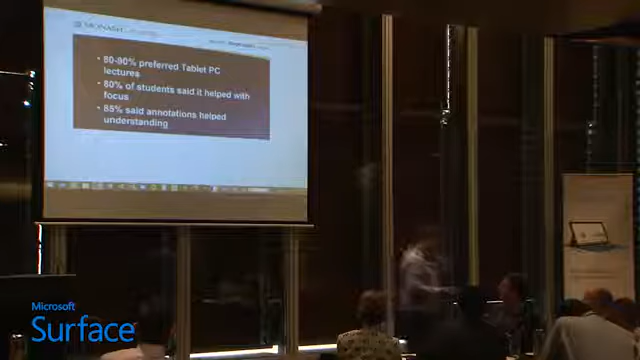 MONASH University
• 80-90% preferred Tablet PC
lectures
• 80% of students said it helped with
focus
• 85% said annotations helped
understanding
Microsoft
Surface